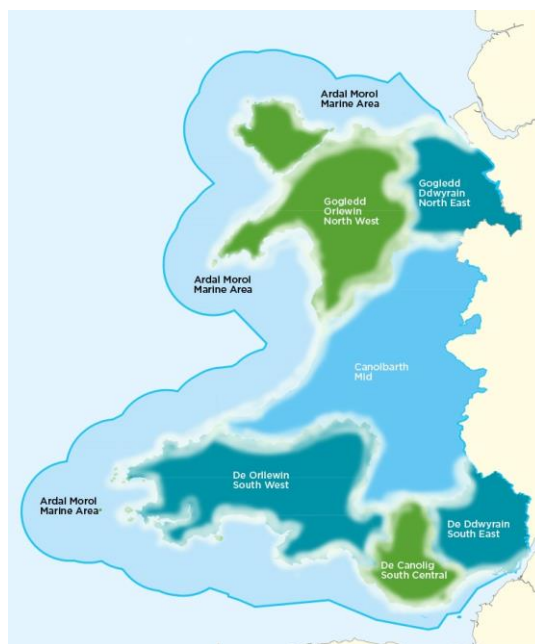 Ardal Morol
Marine Area
Gogledd
Ddwyrain
North East
Gogledd
Orlewin
North West
Ardal Morol
Marine Area
Canolbarth
Mid
De Orllewin
South West
Ardal Morol
Marine Area
De Ddwyrain
South East
De Canolig
South Central